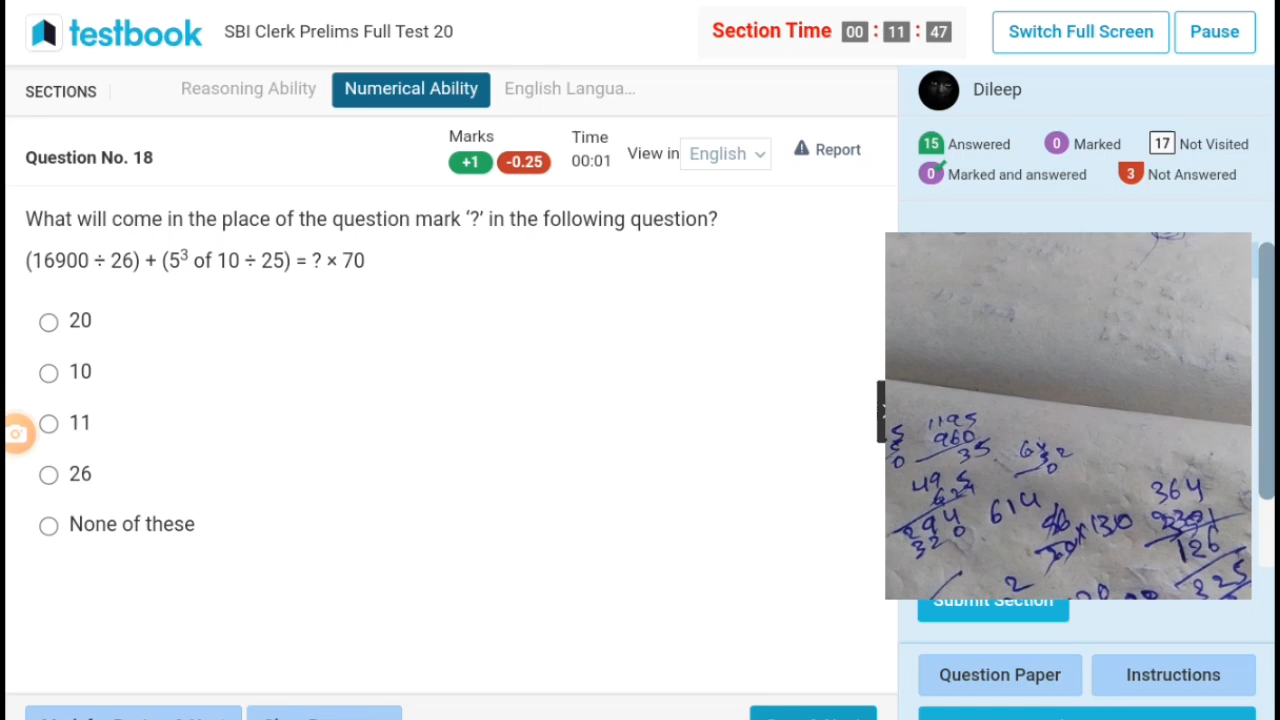 testbook
SBI Clerk Prelims Full Test 20
Section Time 00 : 11 : 47
Switch Full Screen
Pause
SECTIONS
Reasoning Ability
Numerical Ability
English Langua...
Dileep
Question No. 18
Marks
+1 -0.25
Time
00:01
View in English
Report
15 Answered
0 Marked
17 Not Visited
0 Marked and answered
3 Not Answered
What will come in the place of the question mark ‘?’ in the following question?
(16900 ÷ 26) + (5³ of 10 ÷ 25) = ? × 70
20
10
11
26
None of these
1195
960
35
614
130
364
126
225
Submit Section
Question Paper
Instructions